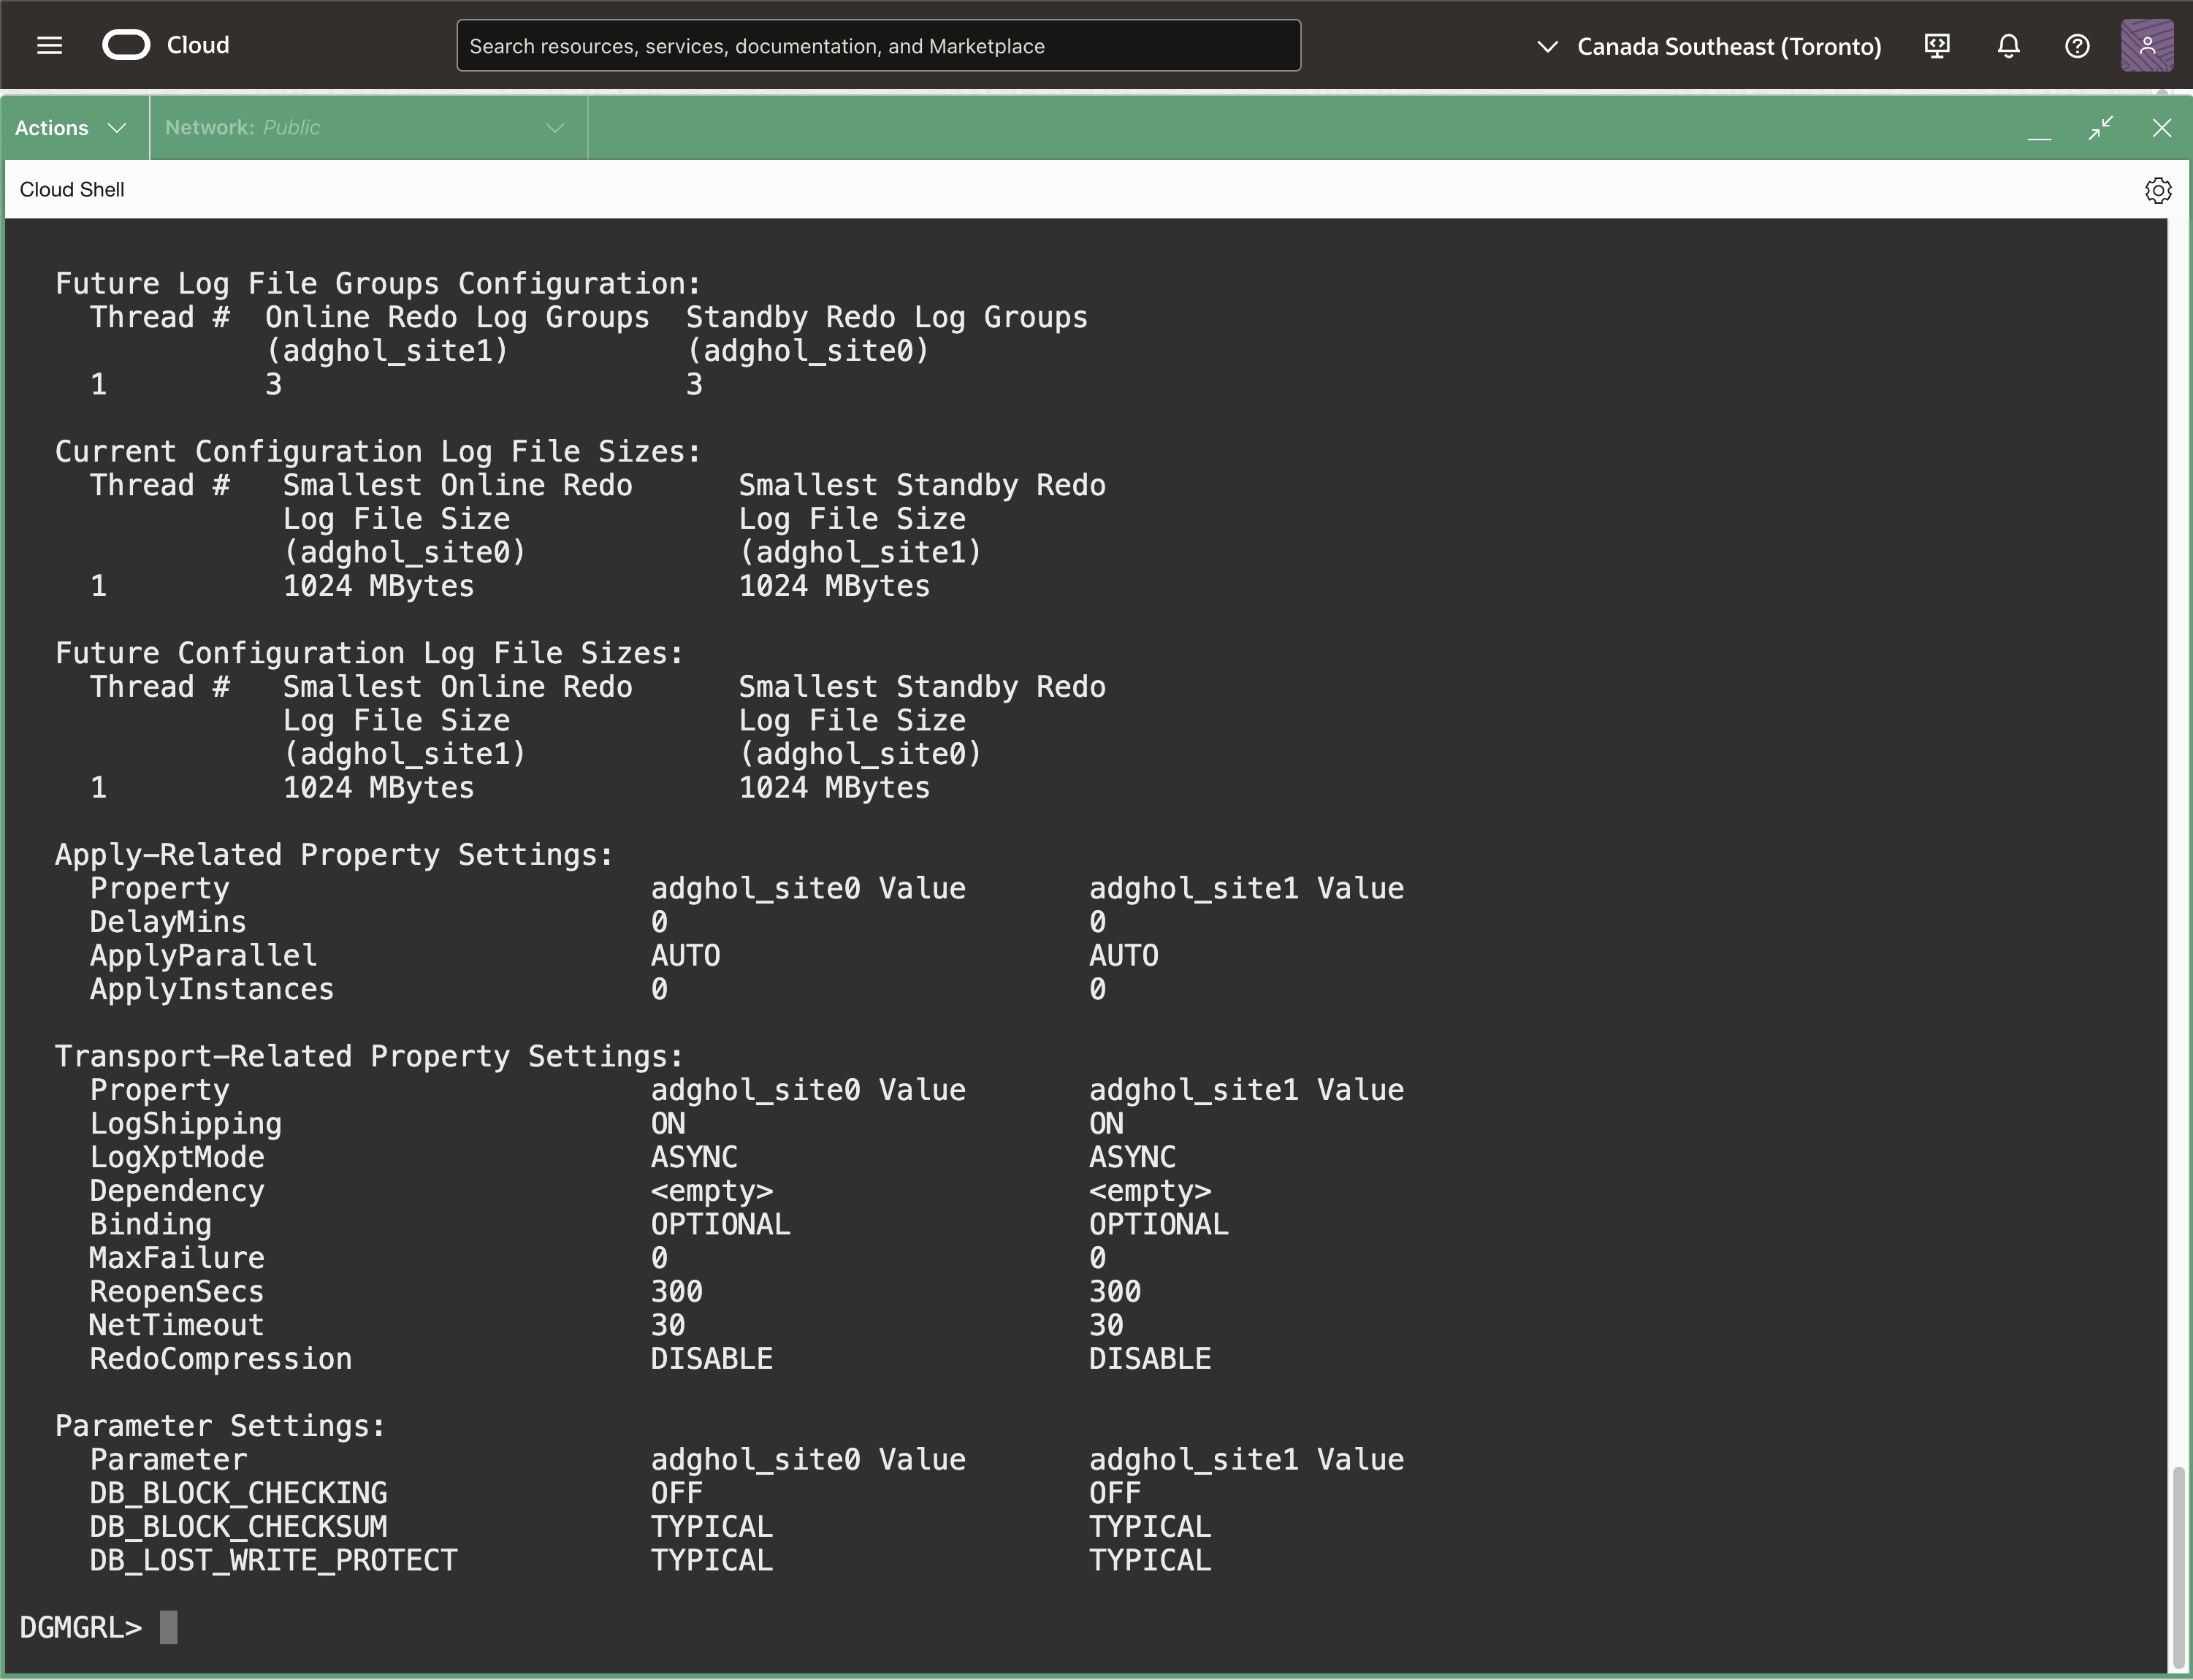 Cloud
Search resources, services, documentation, and Marketplace
Canada Southeast (Toronto)
Actions
Network: Public
Cloud Shell
Future Log File Groups Configuration:
Thread # Online Redo Log Groups Standby Redo Log Groups
(adghol_site1) (adghol_site0)
1 3 3
Current Configuration Log File Sizes:
Thread # Smallest Online Redo Smallest Standby Redo
Log File Size Log File Size
(adghol_site0) (adghol_site1)
1 1024 MBytes 1024 MBytes
Future Configuration Log File Sizes:
Thread # Smallest Online Redo Smallest Standby Redo
Log File Size Log File Size
(adghol_site1) (adghol_site0)
1 1024 MBytes 1024 MBytes
Apply-Related Property Settings:
Property adghol_site0 Value adghol_site1 Value
DelayMins 0 0
ApplyParallel AUTO AUTO
ApplyInstances 0 0
Transport-Related Property Settings:
Property adghol_site0 Value adghol_site1 Value
LogShipping ON ON
LogXptMode ASYNC ASYNC
Dependency <empty> <empty>
Binding OPTIONAL OPTIONAL
MaxFailure 0 0
ReopenSecs 300 300
NetTimeout 30 30
RedoCompression DISABLE DISABLE
Parameter Settings:
Parameter adghol_site0 Value adghol_site1 Value
DB_BLOCK_CHECKING OFF OFF
DB_BLOCK_CHECKSUM TYPICAL TYPICAL
DB_LOST_WRITE_PROTECT TYPICAL TYPICAL
DGMGRL>